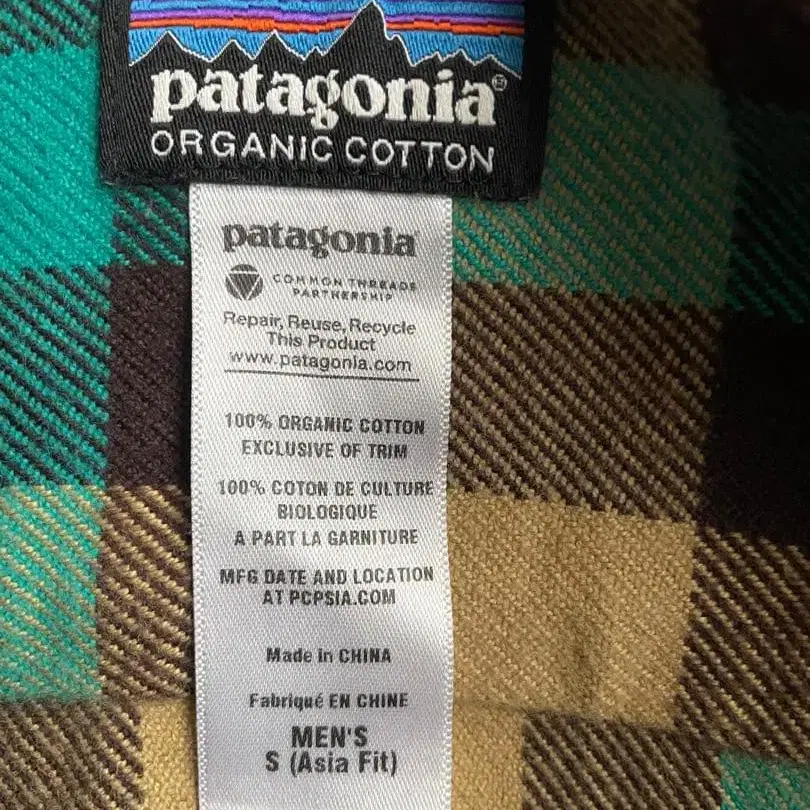 patagonia®
ORGANIC COTTON
patagonia®
COMMON THREADS
PARTNERSHIP
Repair, Reuse, Recycle
This Product
www.patagonia.com
100% ORGANIC COTTON
EXCLUSIVE OF TRIM
100% COTON DE CULTURE
BIOLOGIQUE
A PART LA GARNITURE
MFG DATE AND LOCATION
AT PCPSIA.COM
Made in CHINA
Fabriqué EN CHINE
MEN'S
S (Asia Fit)